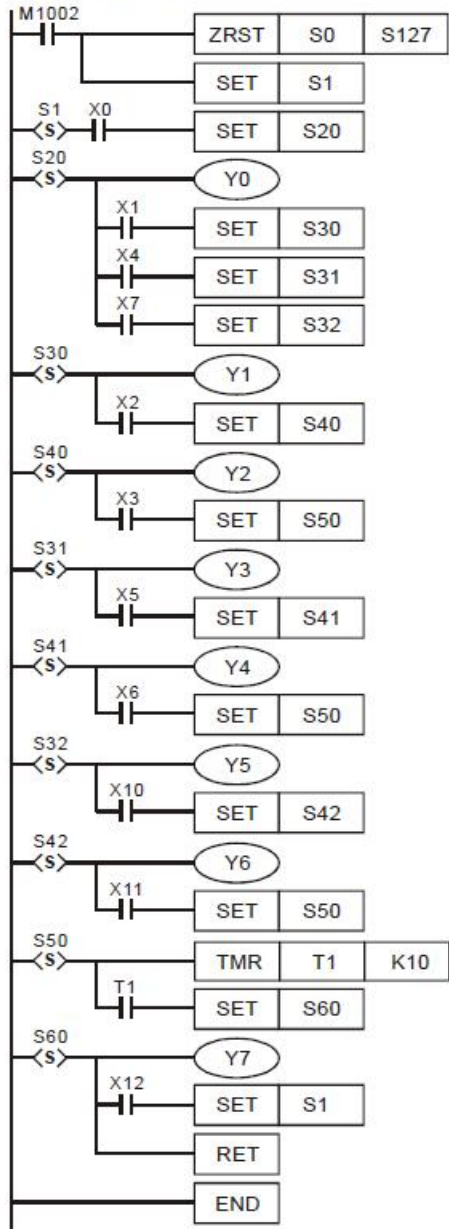 M1002
ZRST S0 S127
SET S1
S1 X0
S SET S20
S20
S Y0
X1
SET S30
X4
SET S31
X7
SET S32
S30
S Y1
X2
SET S40
S40
S Y2
X3
SET S50
S31
S Y3
X5
SET S41
S41
S Y4
X6
SET S50
S32
S Y5
X10
SET S42
S42
S Y6
X11
SET S50
S50
S TMR T1 K10
T1
SET S60
S60
S Y7
X12
SET S1
RET
END